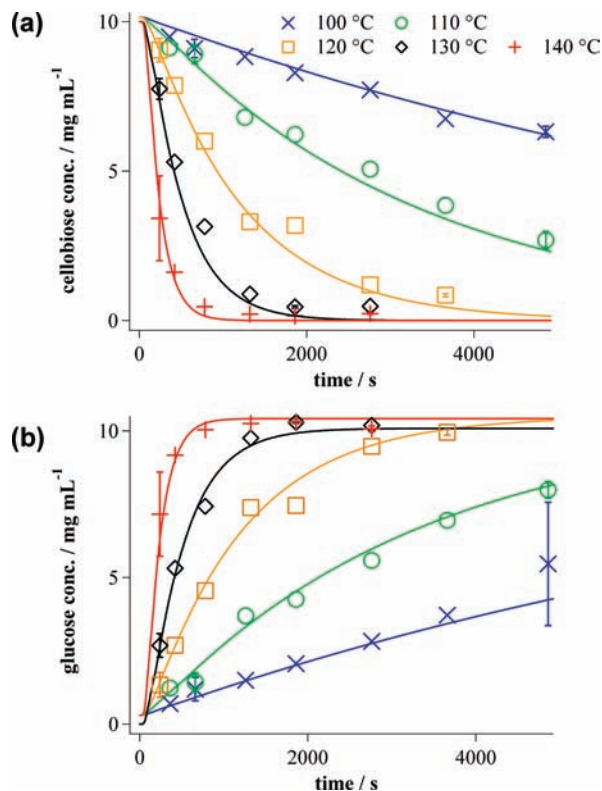 (a)
100 °C
110 °C
120 °C
130 °C
140 °C
cellobiose conc. / mg mL⁻¹
10
5
0
0
2000
4000
time / s
(b)
glucose conc. / mg mL⁻¹
10
5
0
0
2000
4000
time / s